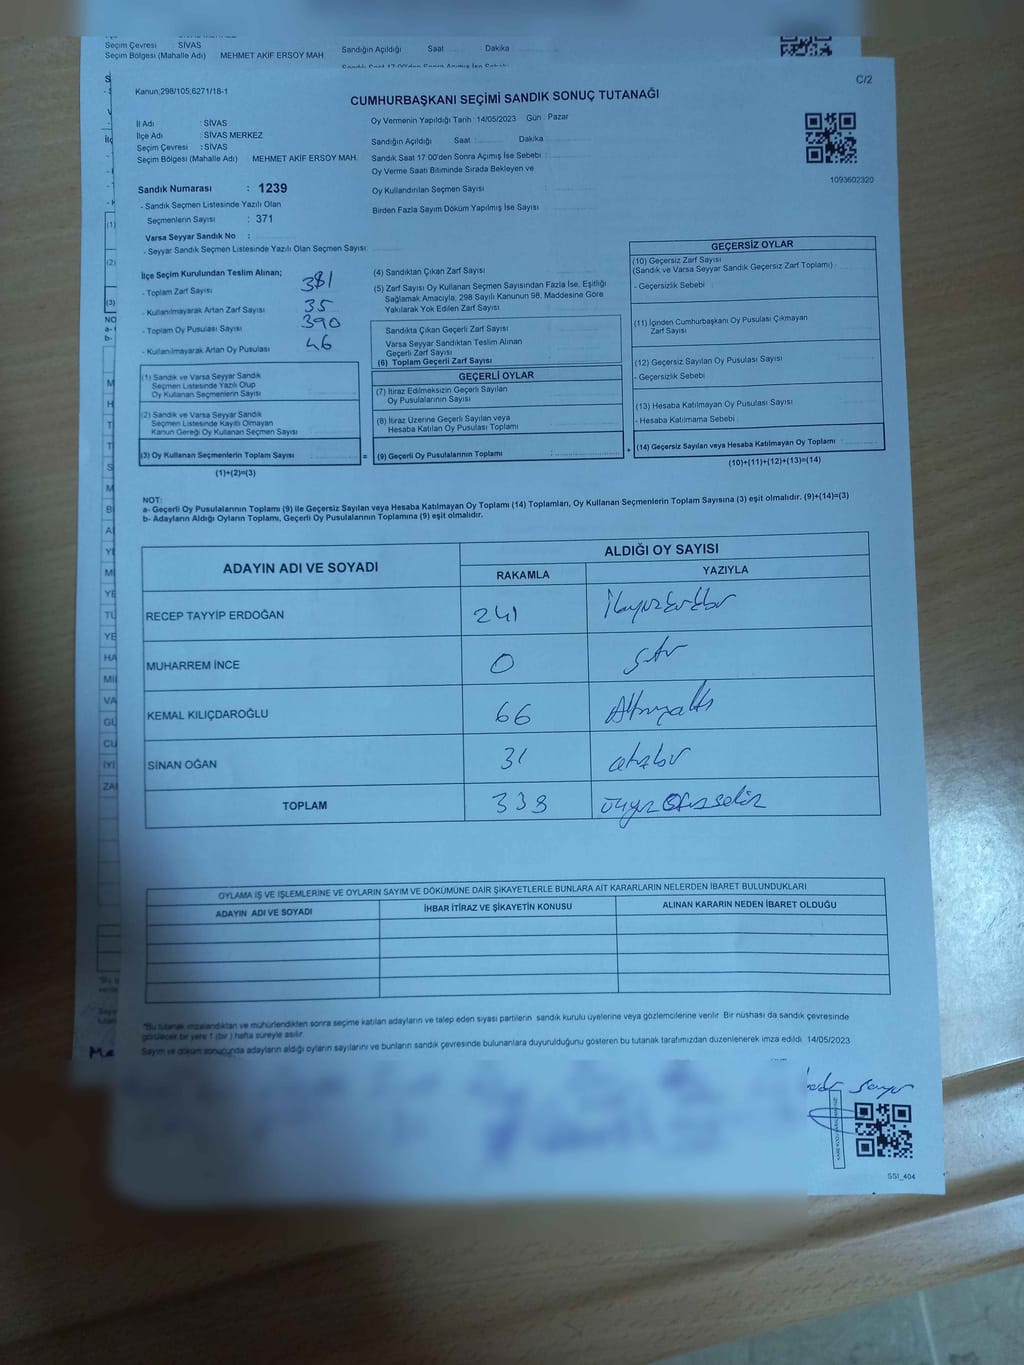 Seçim Çevresi SİVAS
Seçim Bölgesi (Mahalle Adı) MEHMET AKİF ERSOY MAH. Sandığın Açıldığı Saat Dakika
C/2
Kanun;298/105,6271/18-1
CUMHURBAŞKANI SEÇİMİ SANDIK SONUÇ TUTANAĞI
İl Adı : SİVAS
İlçe Adı : SİVAS MERKEZ
Seçim Çevresi : SİVAS
Seçim Bölgesi (Mahalle Adı) MEHMET AKİF ERSOY MAH.
Oy Vermenin Yapıldığı Tarih :14/05/2023 Gün : Pazar
Sandığın Açıldığı Saat Dakika
Sandık Saat 17:00'den Sonra Açımış İse Sebebi :
Oy Verme Saati Bitiminde Sırada Bekleyen ve
Oy Kullandırılan Seçmen Sayısı :
Birden Fazla Sayım Döküm Yapılmış İse Sayısı :
1093602320
Sandık Numarası : 1239
- Sandık Seçmen Listesinde Yazılı Olan
Seçmenlerin Sayısı : 371
Varsa Seyyar Sandık No :
- Seyyar Sandık Seçmen Listesinde Yazılı Olan Seçmen Sayısı:
İlçe Seçim Kurulundan Teslim Alınan;
- Toplam Zarf Sayısı 381
- Kullanılmayarak Artan Zarf Sayısı 35
- Toplam Oy Pusulası Sayısı 390
- Kullanılmayarak Artan Oy Pusulası 46
(1) Sandık ve Varsa Seyyar Sandık
Seçmen Listesinde Yazılı Olup
Oy Kullanan Seçmenlerin Sayısı
(2) Sandık ve Varsa Seyyar Sandık
Seçmen Listesinde Kayıtlı Olmayan
Kanun Gereği Oy Kullanan Seçmen Sayısı
(3) Oy Kullanan Seçmenlerin Toplam Sayısı : =
(1)+(2)=(3)
(4) Sandıktan Çıkan Zarf Sayısı
(5) Zarf Sayısı Oy Kullanan Seçmen Sayısından Fazla İse, Eşitliği
Sağlamak Amacıyla, 298 Sayılı Kanunun 98. Maddesine Göre
Yakılarak Yok Edilen Zarf Sayısı
Sandıkta Çıkan Geçerli Zarf Sayısı
Varsa Seyyar Sandıktan Teslim Alınan
Geçerli Zarf Sayısı
(6) Toplam Geçerli Zarf Sayısı
GEÇERLİ OYLAR
(7) İtiraz Edilmeksizin Geçerli Sayılan
Oy Pusulalarının Sayısı
(8) İtiraz Üzerine Geçerli Sayılan veya
Hesaba Katılan Oy Pusulası Toplamı
(9) Geçerli Oy Pusulalarının Toplamı : +
GEÇERSİZ OYLAR
(10) Geçersiz Zarf Sayısı
(Sandık ve Varsa Seyyar Sandık Geçersiz Zarf Toplamı) :
- Geçersizlik Sebebi :
(11) İçinden Cumhurbaşkanı Oy Pusulası Çıkmayan
Zarf Sayısı
(12) Geçersiz Sayılan Oy Pusulası Sayısı :
- Geçersizlik Sebebi :
(13) Hesaba Katılmayan Oy Pusulası Sayısı
- Hesaba Katılmama Sebebi :
(14) Geçersiz Sayılan veya Hesaba Katılmayan Oy Toplamı :
(10)+(11)+(12)+(13)=(14)
NOT:
a- Geçerli Oy Pusulalarının Toplamı (9) ile Geçersiz Sayılan veya Hesaba Katılmayan Oy Toplamı (14) Toplamları, Oy Kullanan Seçmenlerin Toplam Sayısına (3) eşit olmalıdır. (9)+(14)=(3)
b- Adayların Aldığı Oyların Toplamı, Geçerli Oy Pusulalarının Toplamına (9) eşit olmalıdır.
ADAYIN ADI VE SOYADI ALDIĞI OY SAYISI
RAKAMLA YAZIYLA
RECEP TAYYİP ERDOĞAN 241 ikiyüzkırkbir
MUHARREM İNCE 0 sıfır
KEMAL KILIÇDAROĞLU 66 Altmışaltı
SİNAN OĞAN 31 otuzbir
TOPLAM 338 üçyüz otuzsekiz
OYLAMA İŞ VE İŞLEMLERİNE VE OYLARIN SAYIM VE DÖKÜMÜNE DAİR ŞİKAYETLERLE BUNLARA AİT KARARLARIN NELERDEN İBARET BULUNDUKLARI
ADAYIN ADI VE SOYADI İHBAR İTİRAZ VE ŞİKAYETİN KONUSU ALINAN KARARIN NEDEN İBARET OLDUĞU
*Bu tutanak imzalandıktan ve mühürlendikten sonra seçime katılan adayların ve talep eden siyasi partilerin sandık kurulu üyelerine veya gözlemcilerine verilir. Bir nüshası da sandık çevresinde
görülecek bir yere 1 (bir) hafta süreyle asılır.
Sayım ve döküm sonucunda adayların aldığı oyların sayılarını ve bunların sandık çevresinde bulunanlara duyurulduğunu gösteren bu tutanak tarafımızdan düzenlenerek imza edildi. 14/05/2023
SSI_404